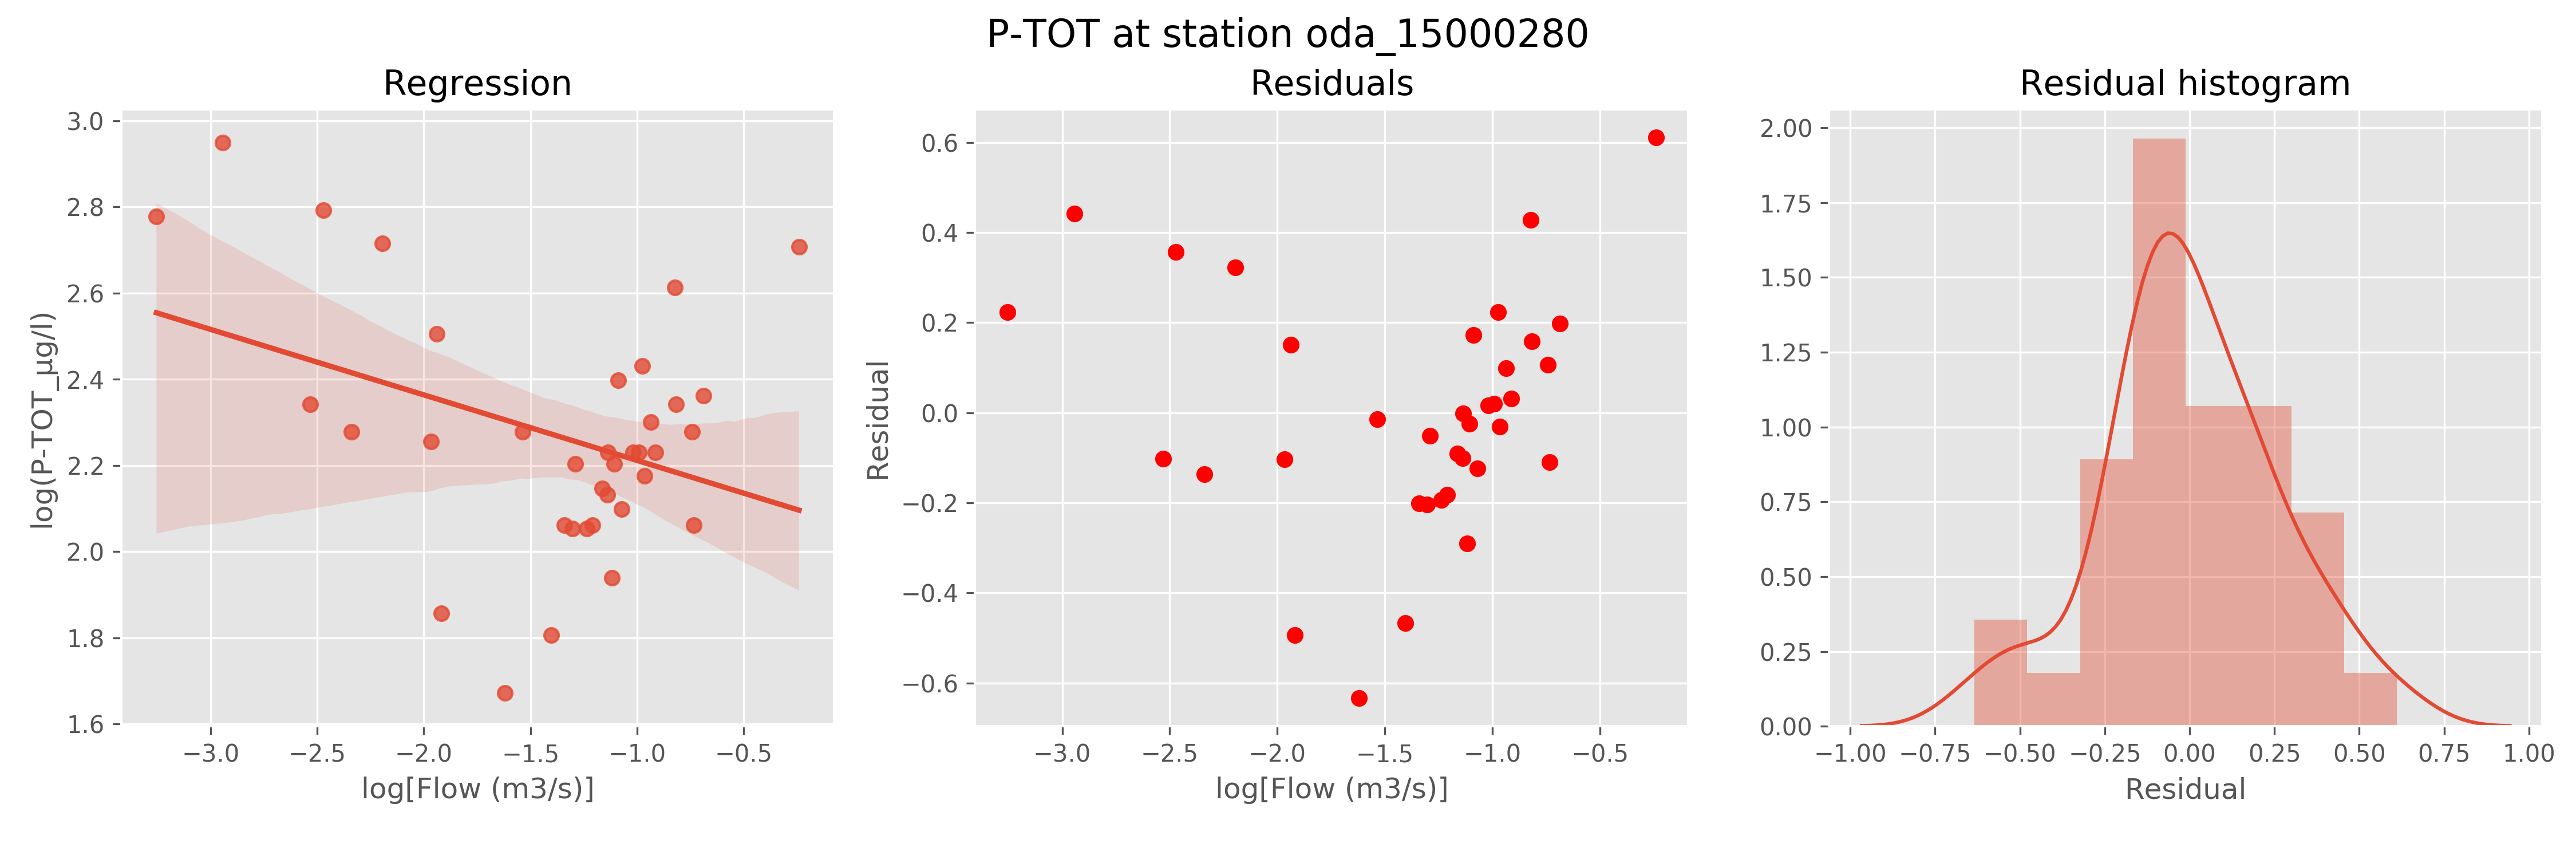 P-TOT at station oda_15000280
Regression
3.0
2.8
2.6
2.4
2.2
2.0
1.8
1.6
log(P-TOT_µg/l)
−3.0 −2.5 −2.0 −1.5 −1.0 −0.5
log[Flow (m3/s)]
Residuals
0.6
0.4
0.2
0.0
−0.2
−0.4
−0.6
Residual
−3.0 −2.5 −2.0 −1.5 −1.0 −0.5
log[Flow (m3/s)]
Residual histogram
2.00
1.75
1.50
1.25
1.00
0.75
0.50
0.25
0.00
−1.00 −0.75 −0.50 −0.25 0.00 0.25 0.50 0.75 1.00
Residual